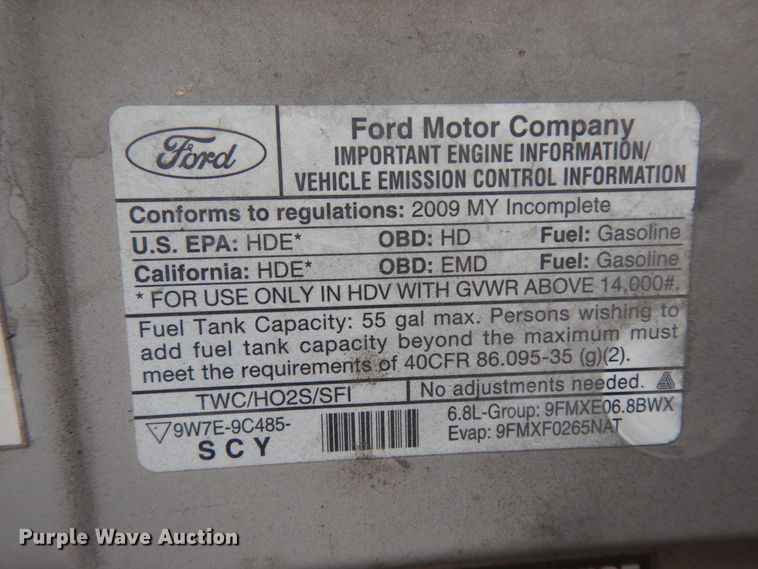 Ford
Ford Motor Company
IMPORTANT ENGINE INFORMATION/
VEHICLE EMISSION CONTROL INFORMATION
Conforms to regulations: 2009 MY Incomplete
U.S. EPA: HDE* OBD: HD Fuel: Gasoline
California: HDE* OBD: EMD Fuel: Gasoline
* FOR USE ONLY IN HDV WITH GVWR ABOVE 14,000#.
Fuel Tank Capacity: 55 gal max. Persons wishing to
add fuel tank capacity beyond the maximum must
meet the requirements of 40CFR 86.095-35 (g)(2).
TWC/HO2S/SFI No adjustments needed.
9W7E-9C485-
SCY
6.8L-Group: 9FMXE06.8BWX
Evap: 9FMXF0265NAT
Purple Wave Auction